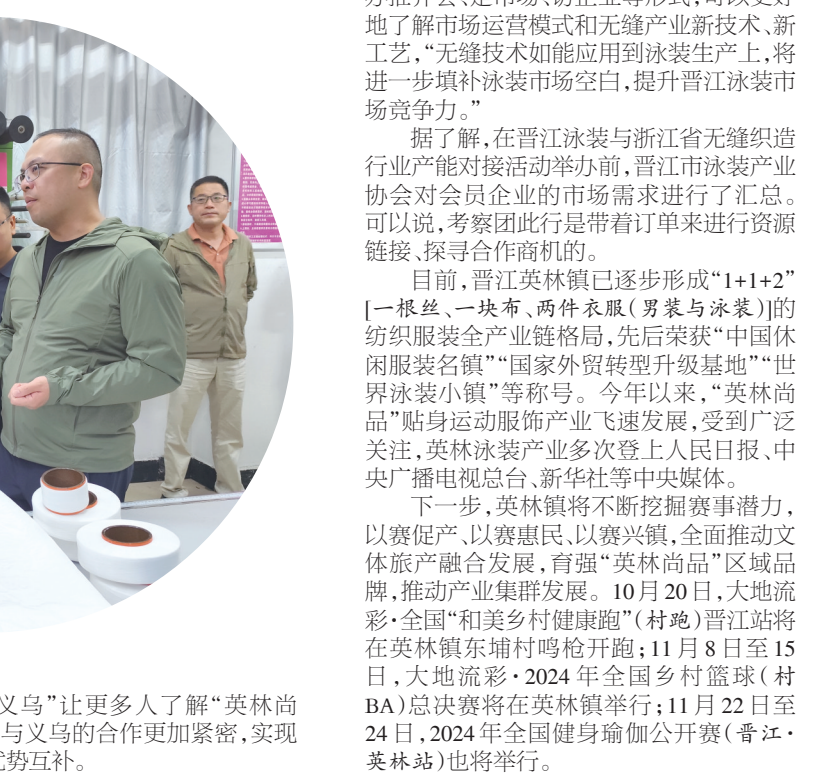 地了解市场运营模式和无缝产业新技术、新
工艺,“无缝技术如能应用到泳装生产上,将
进一步填补泳装市场空白,提升晋江泳装市
场竞争力。”
据了解,在晋江泳装与浙江省无缝织造
行业产能对接活动举办前,晋江市泳装产业
协会对会员企业的市场需求进行了汇总。
可以说,考察团此行是带着订单来进行资源
链接、探寻合作商机的。
目前,晋江英林镇已逐步形成“1+1+2”
[一根丝、一块布、两件衣服(男装与泳装)]的
纺织服装全产业链格局,先后荣获“中国休
闲服装名镇”“国家外贸转型升级基地”“世
界泳装小镇”等称号。今年以来,“英林尚
品”贴身运动服饰产业飞速发展,受到广泛
关注,英林泳装产业多次登上人民日报、中
央广播电视总台、新华社等中央媒体。
下一步,英林镇将不断挖掘赛事潜力,
以赛促产、以赛惠民、以赛兴镇,全面推动文
体旅产融合发展,育强“英林尚品”区域品
牌,推动产业集群发展。10月20日,大地流
彩·全国“和美乡村健康跑”(村跑)晋江站将
在英林镇东埔村鸣枪开跑;11月8日至15
日,大地流彩·2024年全国乡村篮球(村
BA)总决赛将在英林镇举行;11月22日至
24日,2024年全国健身瑜伽公开赛(晋江·
英林站)也将举行。
义乌”让更多人了解“英林尚
与义乌的合作更加紧密,实现
势互补。